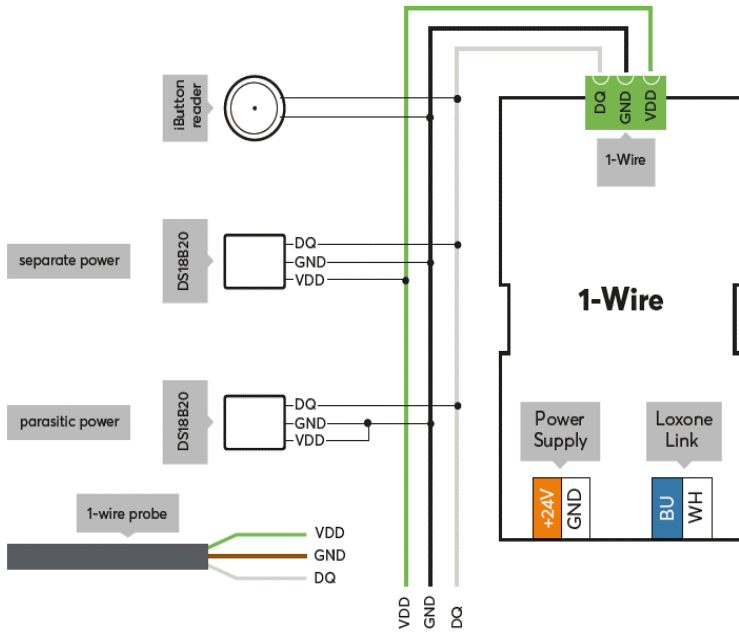 iButton
reader
DQ
GND
VDD
1-Wire
separate power
DS18B20
DQ
GND
VDD
1-Wire
parasitic power
DS18B20
DQ
GND
VDD
Power
Supply
Loxone
Link
+24V
GND
BU
WH
1-wire probe
VDD
GND
DQ
VDD
GND
DQ